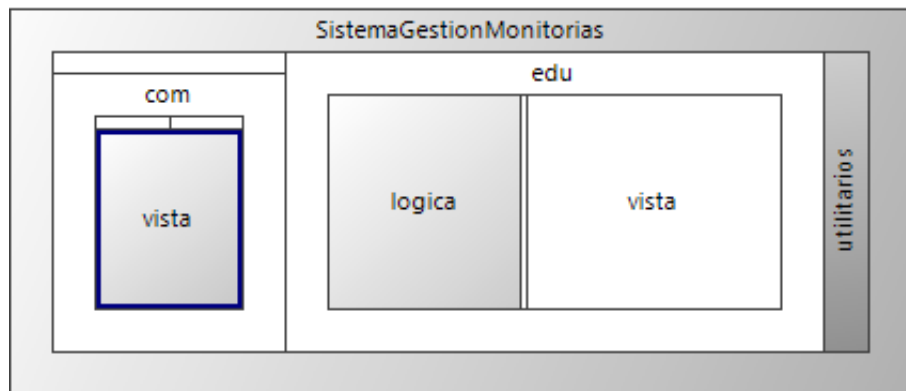 SistemaGestionMonitorias
com
edu
vista
logica
vista
utilitarios